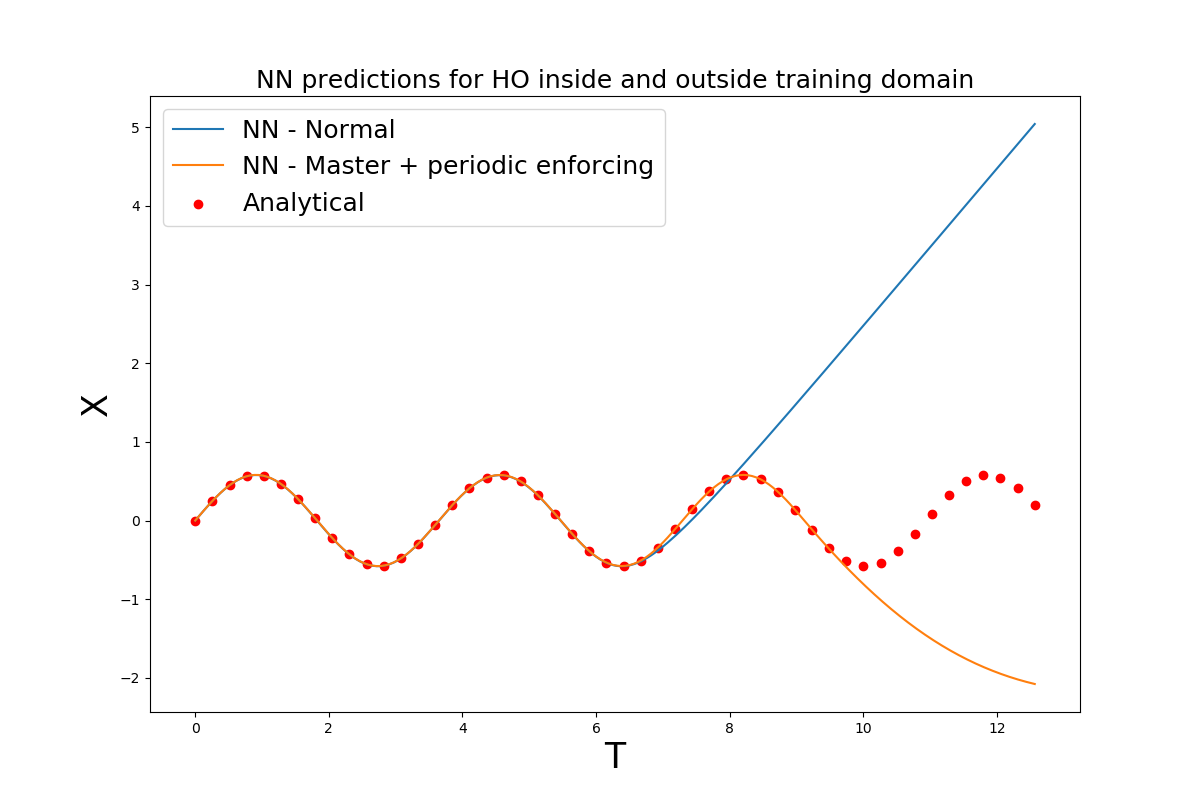 NN predictions for HO inside and outside training domain
NN - Normal
NN - Master + periodic enforcing
Analytical
5
4
3
2
1
0
−1
−2
X
0 2 4 6 8 10 12
T